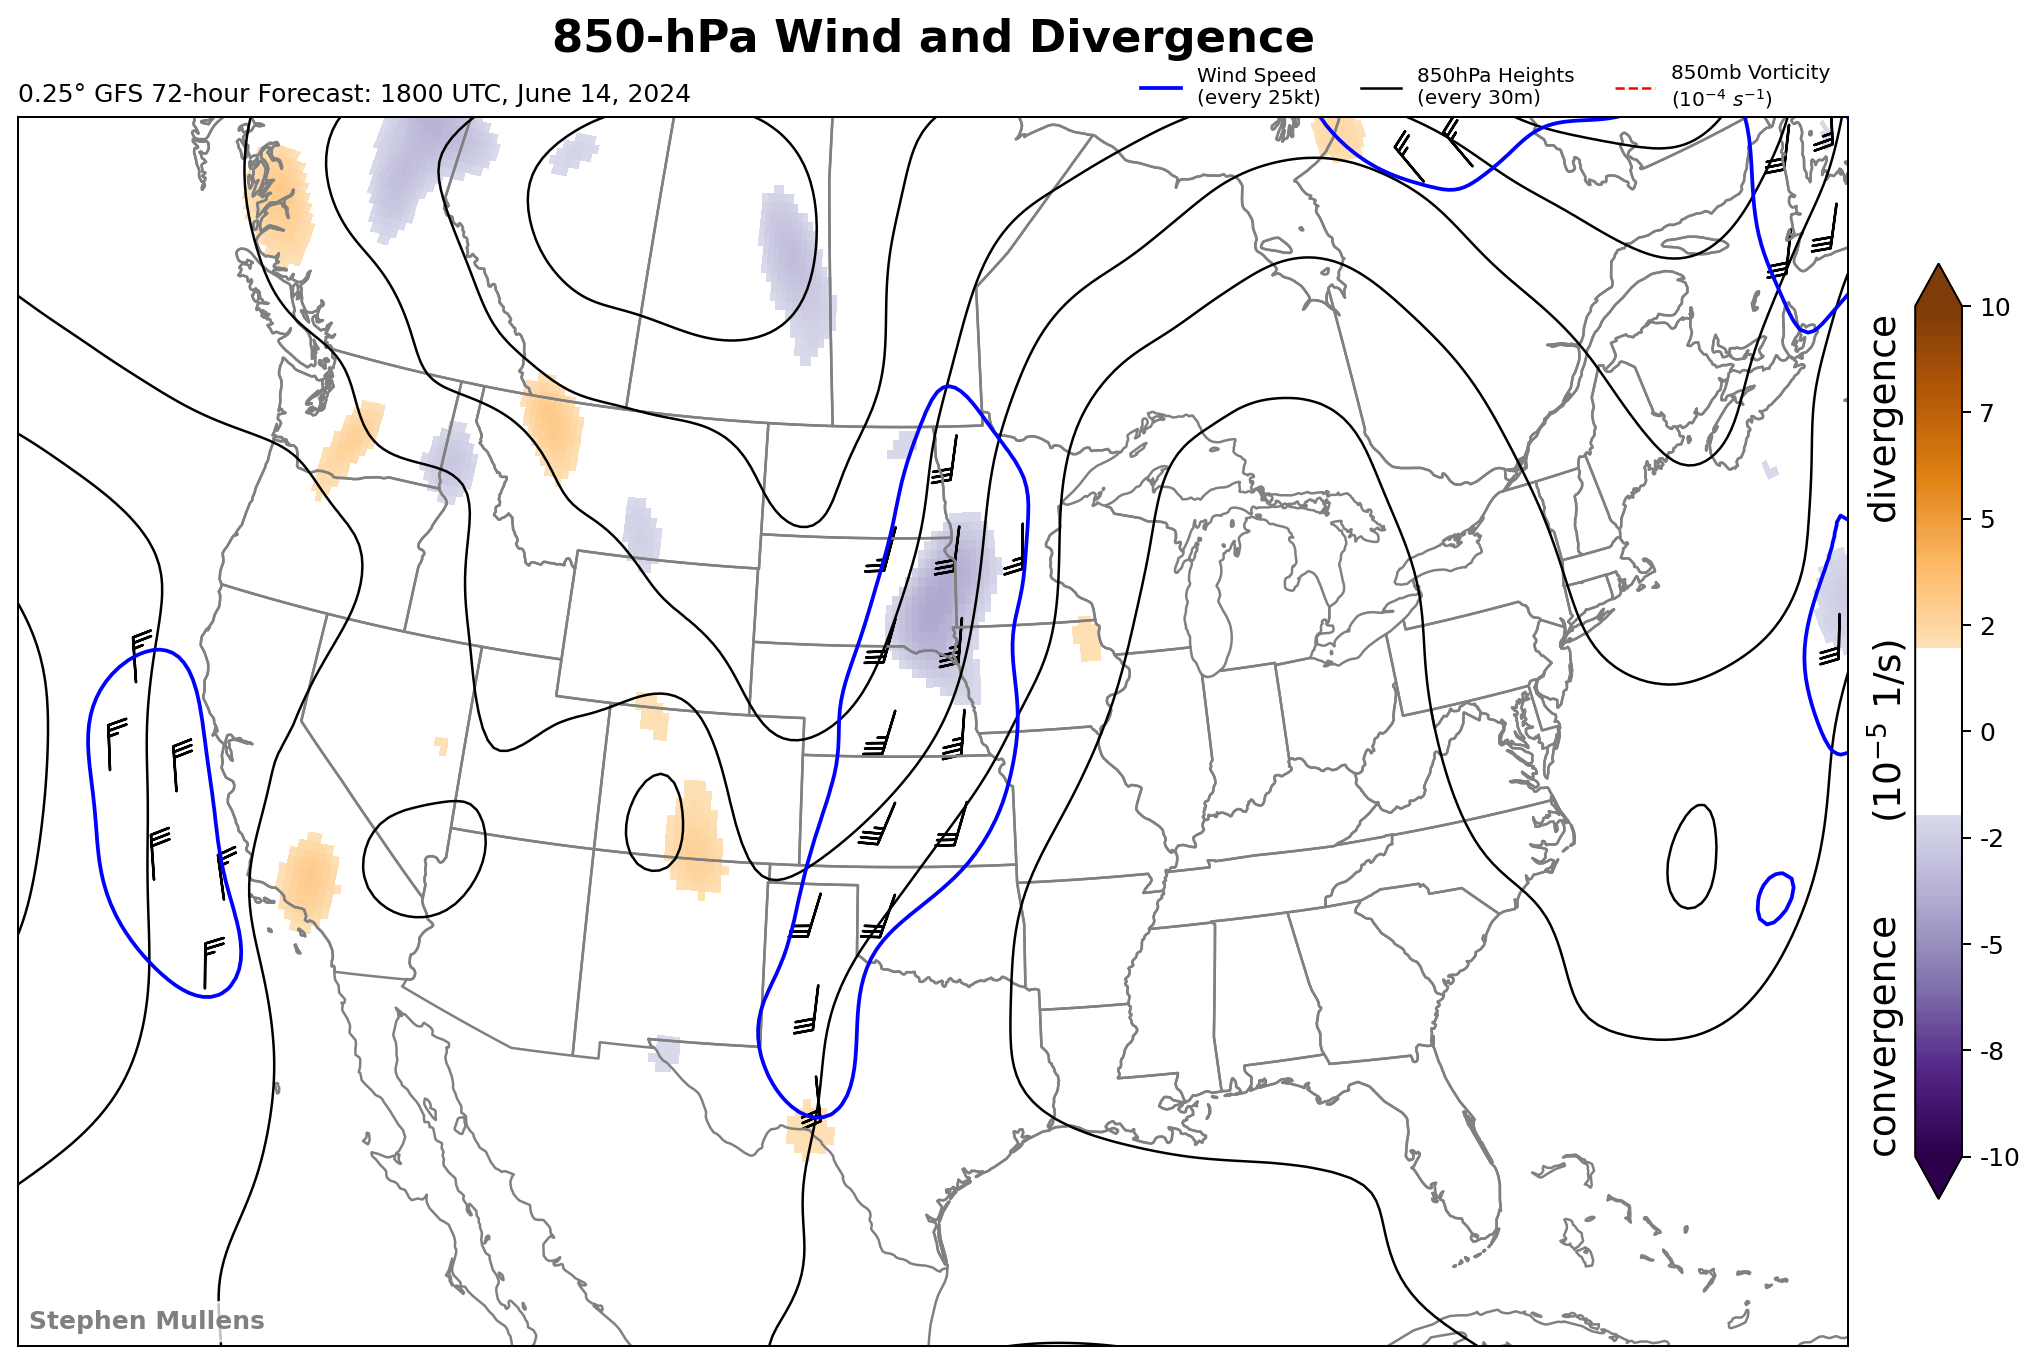 850-hPa Wind and Divergence
0.25° GFS 72-hour Forecast: 1800 UTC, June 14, 2024
Wind Speed
(every 25kt)
850hPa Heights
(every 30m)
850mb Vorticity
(10⁻⁴ s⁻¹)
10
7
5
2
0
-2
-5
-8
-10
convergence (10⁻⁵ 1/s) divergence
Stephen Mullens